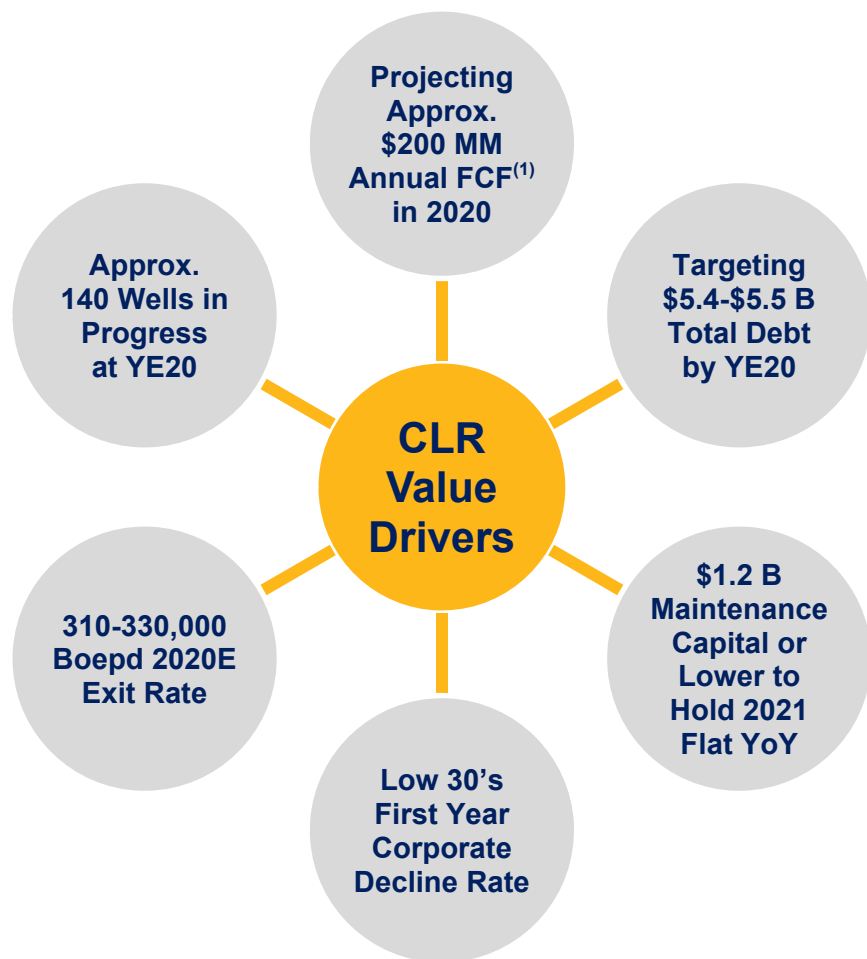 Projecting
Approx.
$200 MM
Annual FCF(1)
in 2020
Targeting
$5.4-$5.5 B
Total Debt
by YE20
$1.2 B
Maintenance
Capital or
Lower to
Hold 2021
Flat YoY
Low 30’s
First Year
Corporate
Decline Rate
310-330,000
Boepd 2020E
Exit Rate
Approx.
140 Wells in
Progress
at YE20
CLR
Value
Drivers